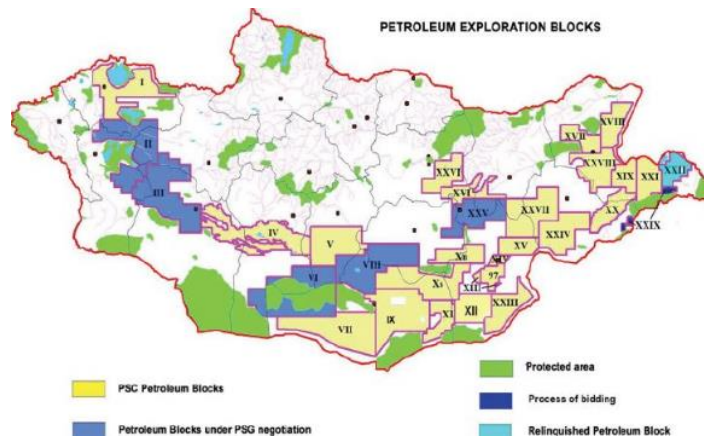 PETROLEUM EXPLORATION BLOCKS
I
XVIII
XVII
II
XXVIII
XIX
XXI
XXII
XXVI
III
XVI
XX
XXV
XXVII
XXIX
IV
V
XXIV
XV
VIII
97
VI
XIII
IX
XI
XII
XXIII
VII
Protected area
PSC Petroleum Blocks
Process of bidding
Petroleum Blocks under PSG negotiation
Relinquished Petroleum Block